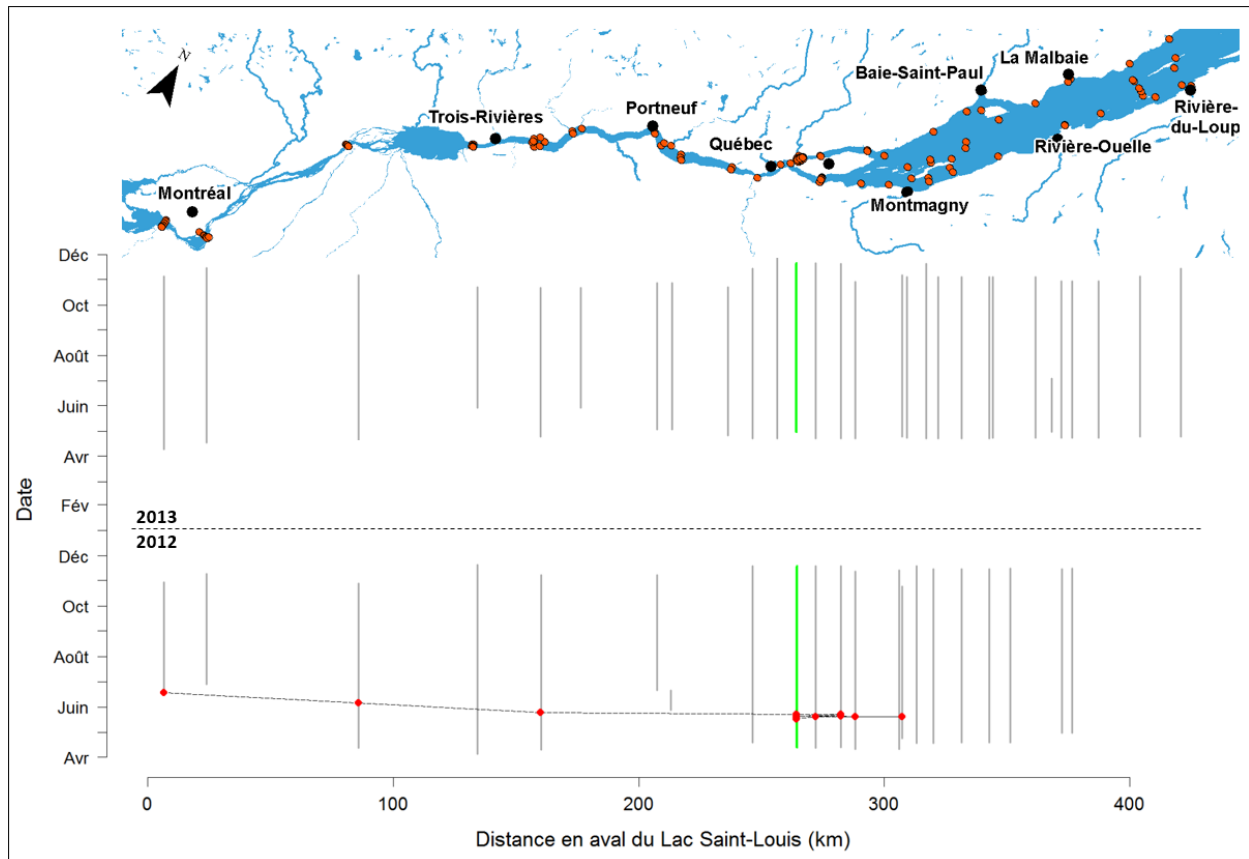 N
La Malbaie
Baie-Saint-Paul
Portneuf
Trois-Rivières
Rivière-
du-Loup
Québec
Rivière-Ouelle
Montréal
Montmagny
Déc
Oct
Août
Juin
Avr
Fév
2013
2012
Déc
Oct
Août
Juin
Avr
Date
0 100 200 300 400
Distance en aval du Lac Saint-Louis (km)